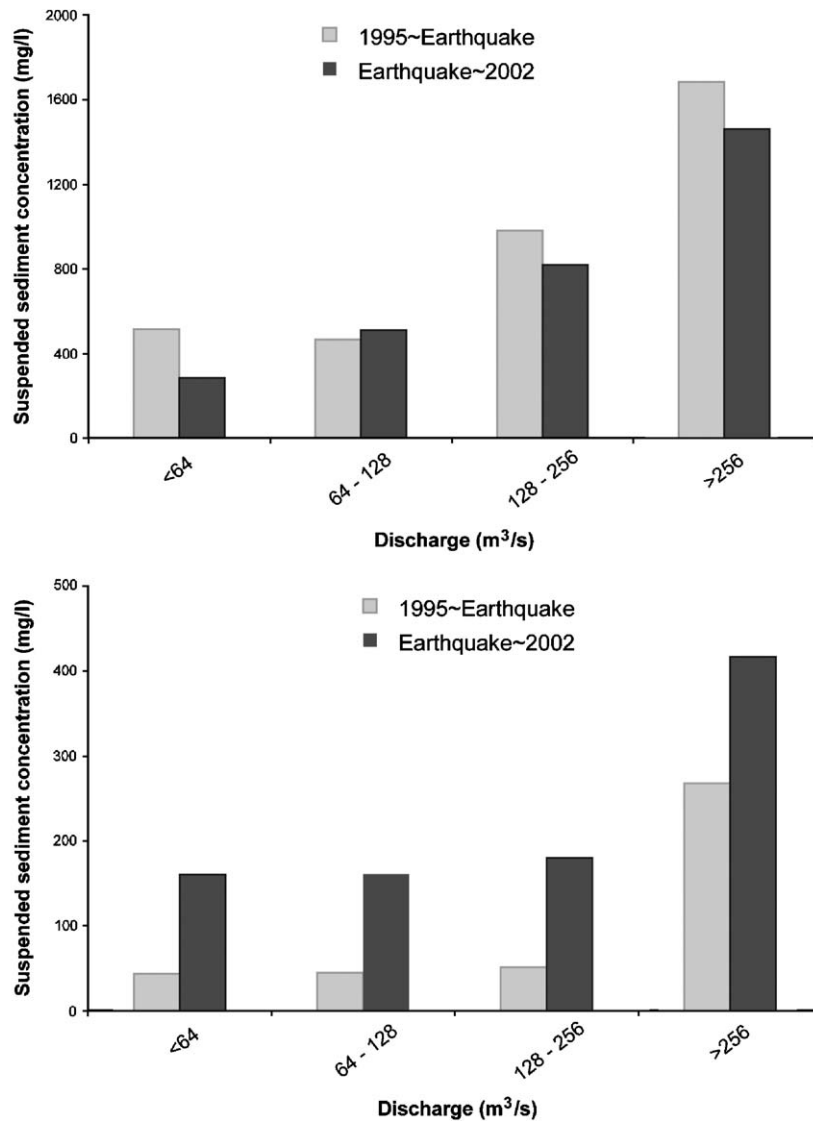 Suspended sediment concentration (mg/l)
2000
1600
1200
800
400
0
1995~Earthquake
Earthquake~2002
<64
64 - 128
128 - 256
>256
Discharge (m³/s)
Suspended sediment concentration (mg/l)
500
400
300
200
100
0
1995~Earthquake
Earthquake~2002
<64
64 - 128
128 - 256
>256
Discharge (m³/s)